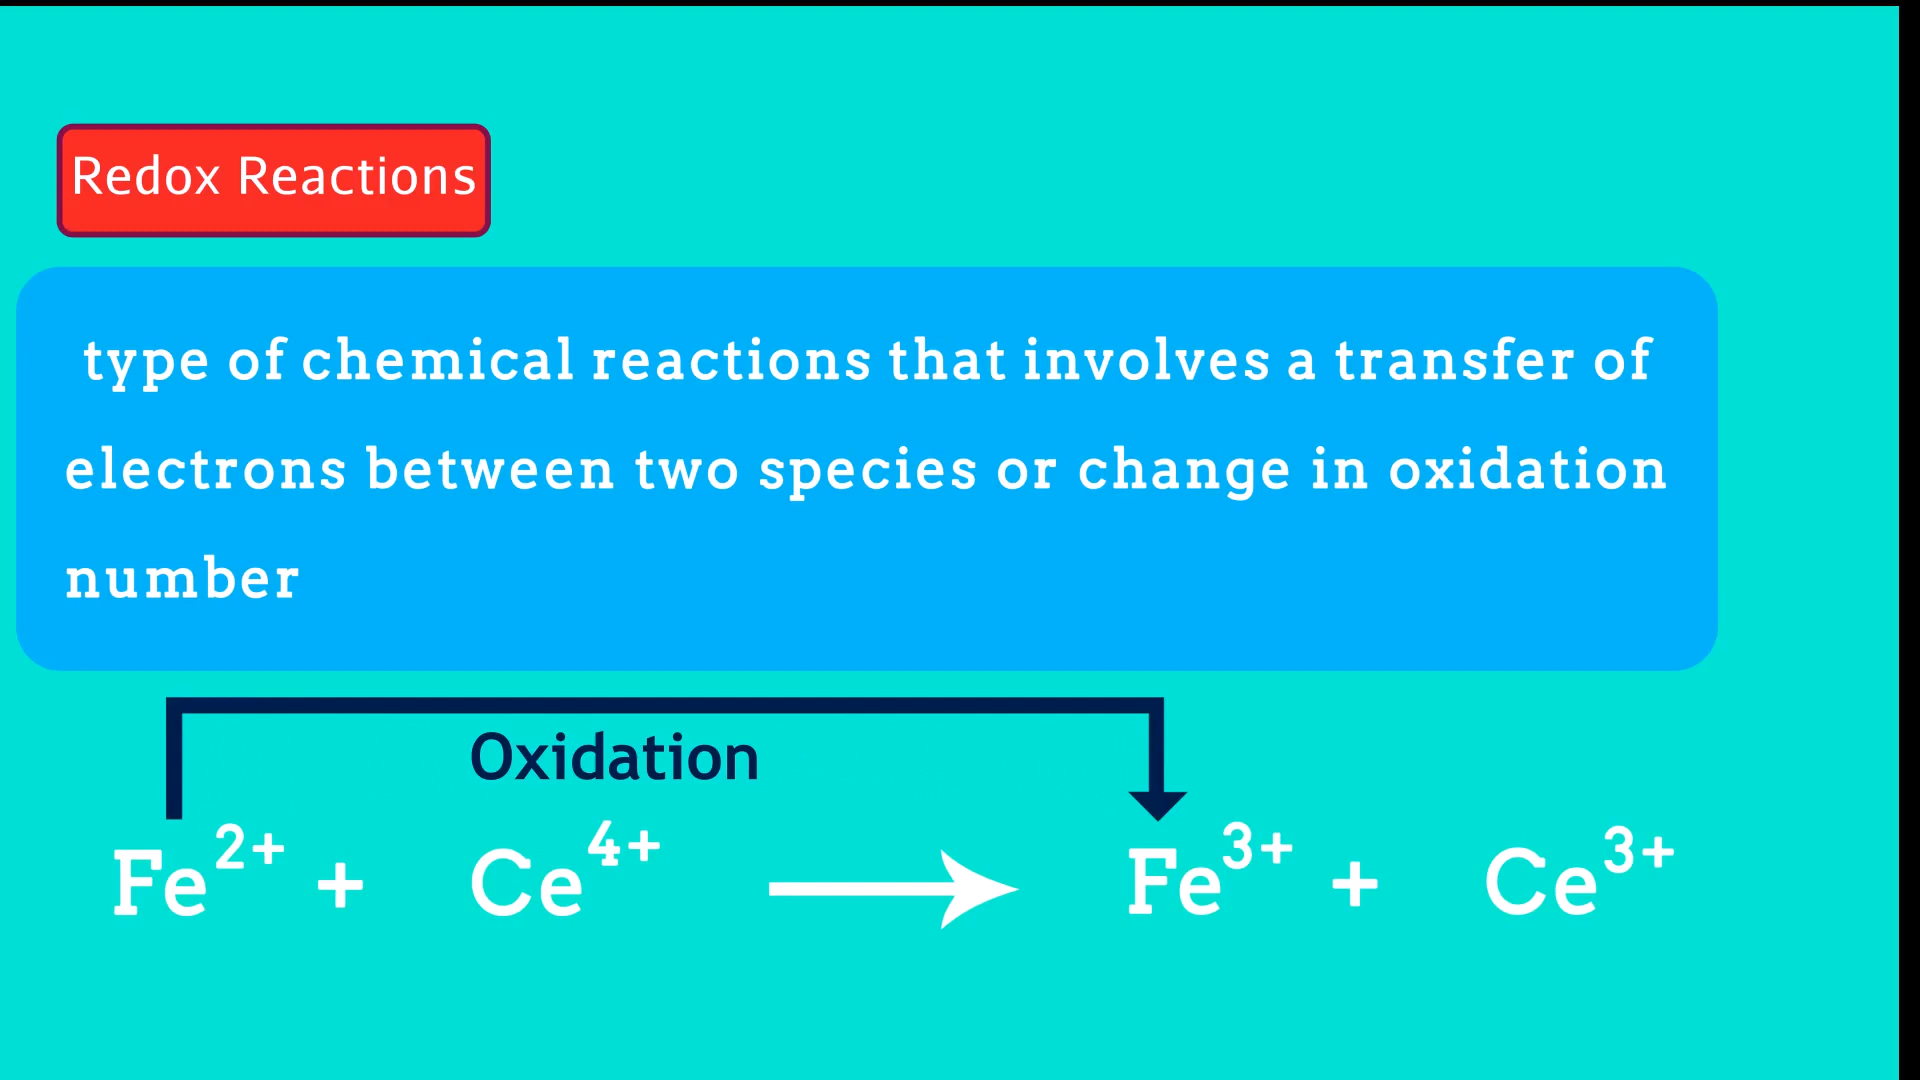 Redox Reactions
type of chemical reactions that involves a transfer of
electrons between two species or change in oxidation
number
Oxidation
Fe²⁺ + Ce⁴⁺ ⟶ Fe³⁺ + Ce³⁺